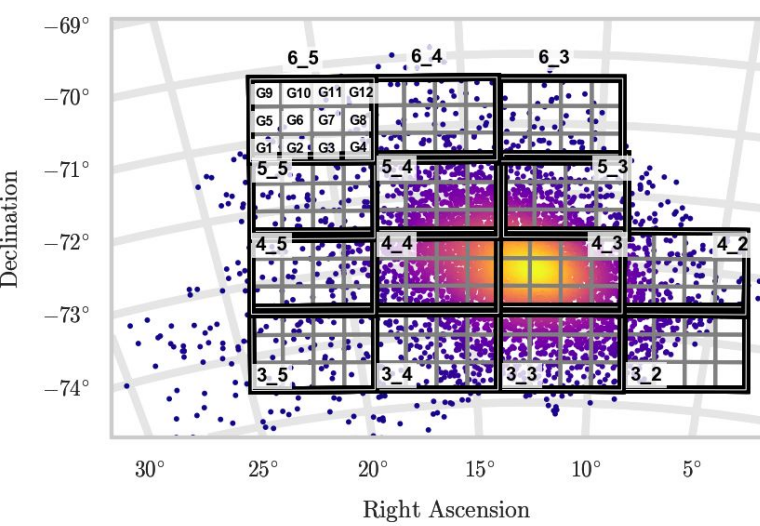 −69°
6_5 6_4 6_3
−70°
G9 G10 G11 G12
G5 G6 G7 G8
G1 G2 G3 G4
−71°
5_5 5_4 5_3
−72°
4_5 4_4 4_3 4_2
−73°
3_5 3_4 3_3 3_2
−74°
Declination
30° 25° 20° 15° 10° 5°
Right Ascension